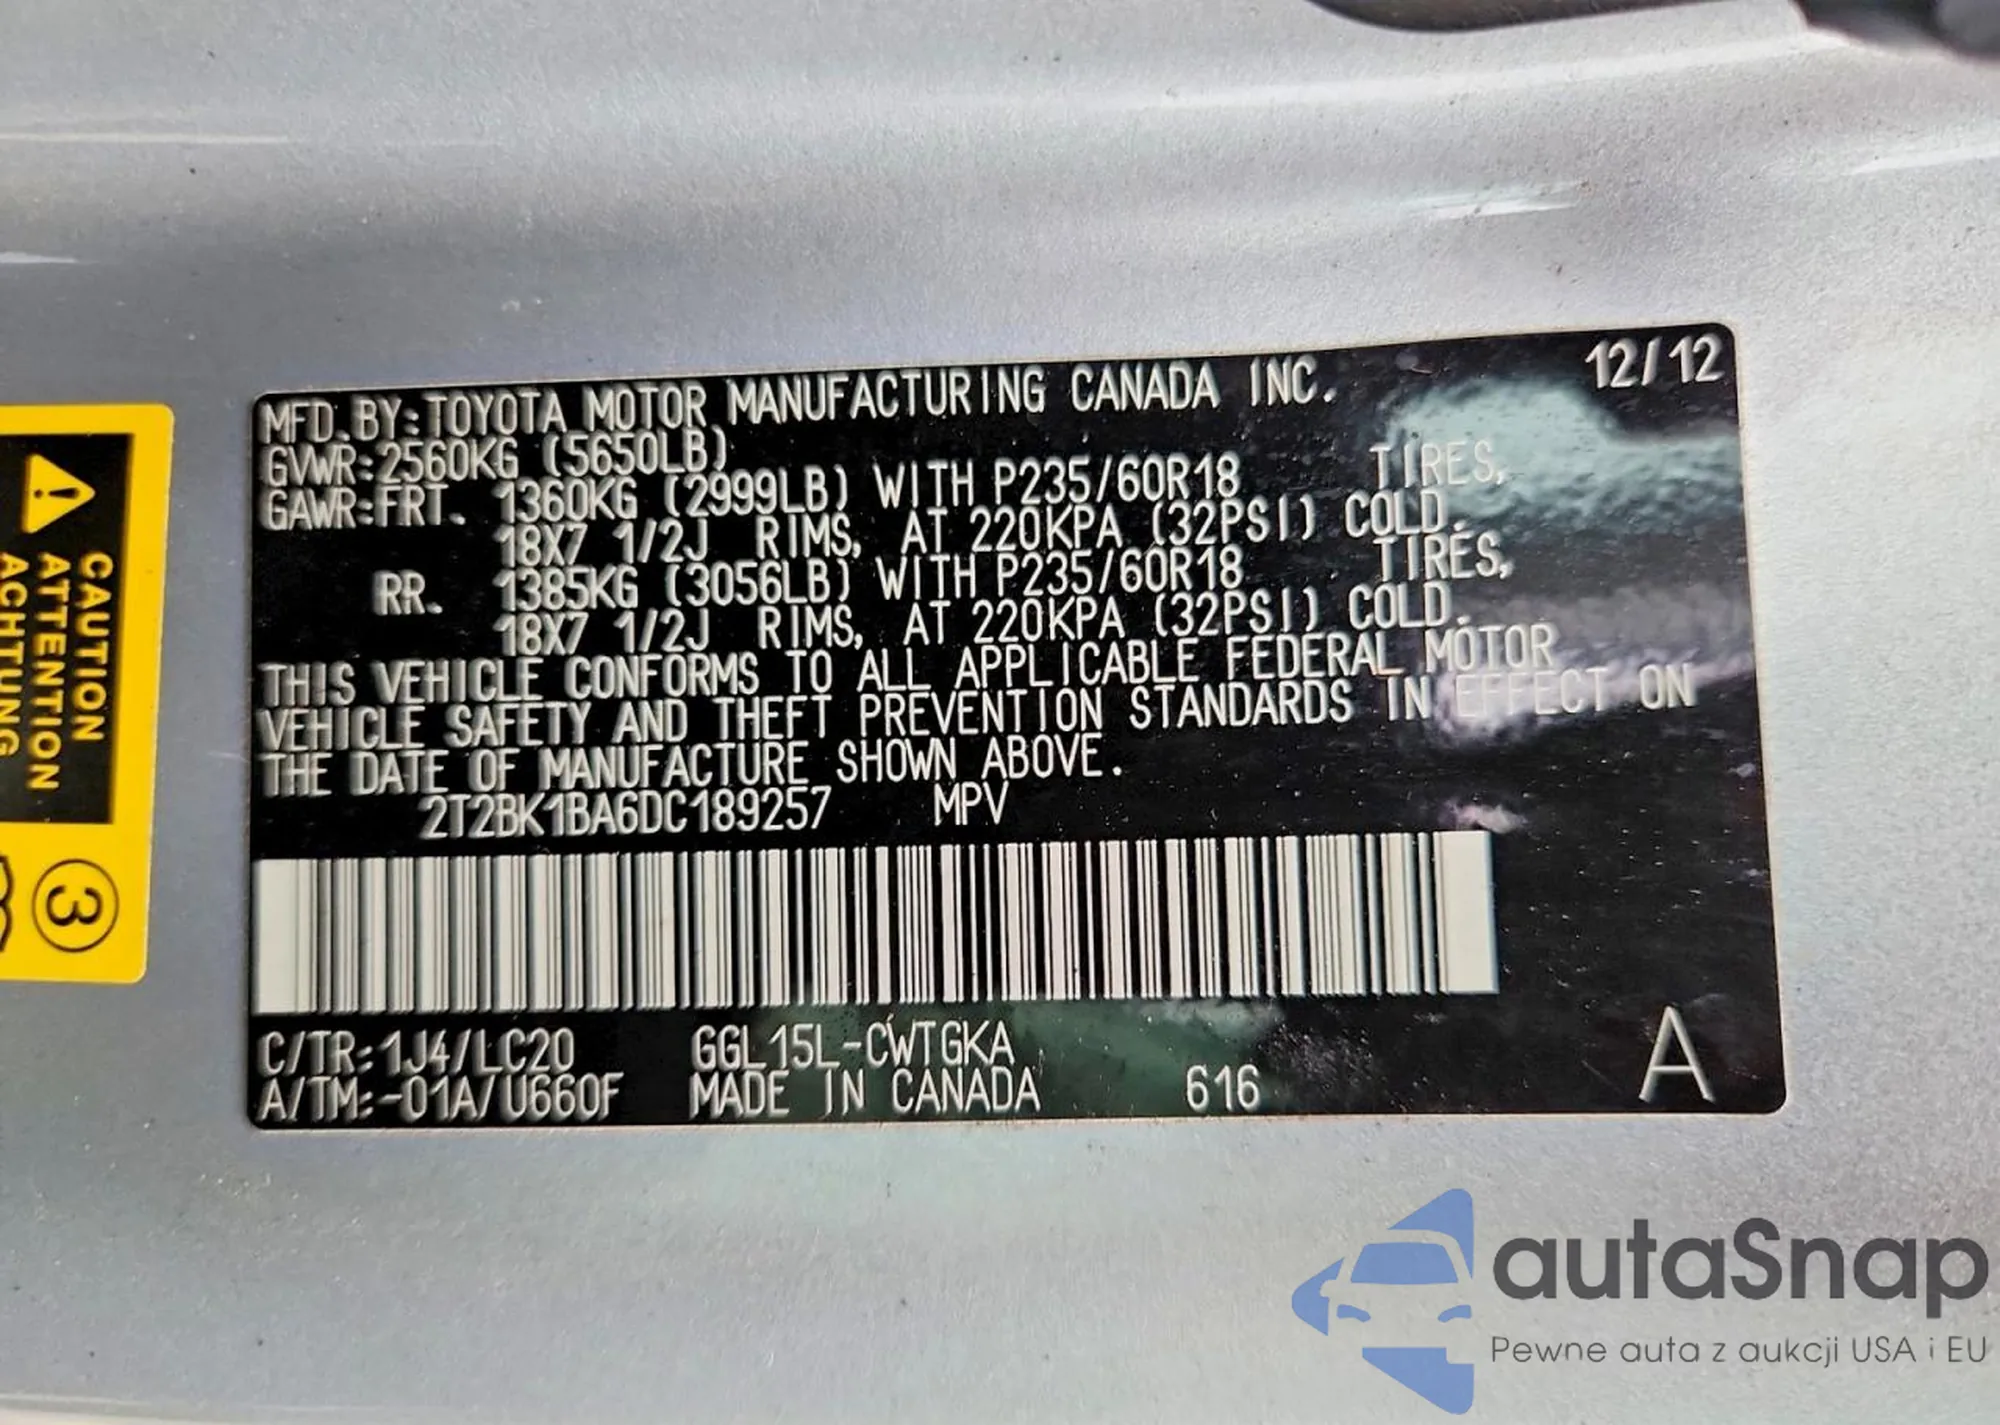 MFD. BY: TOYOTA MOTOR MANUFACTURING CANADA INC. 12/12
GVWR: 2560KG (5650LB)
GAWR: FRT. 1360KG (2999LB) WITH P235/60R18 TIRES,
18X7 1/2J RIMS, AT 220KPA (32PSI) COLD.
RR. 1385KG (3056LB) WITH P235/60R18 TIRES,
18X7 1/2J RIMS, AT 220KPA (32PSI) COLD.
THIS VEHICLE CONFORMS TO ALL APPLICABLE FEDERAL MOTOR
VEHICLE SAFETY AND THEFT PREVENTION STANDARDS IN EFFECT ON
THE DATE OF MANUFACTURE SHOWN ABOVE.
2T2BK1BA6DC189257 MPV
C/TR: 1J4/LC20 GGL15L-CWTGKA
A/TM: -01A/U660F MADE IN CANADA 616 A
CAUTION
ATTENTION
ACHTUNG
3
autaSnap
Pewne auta z aukcji USA i EU